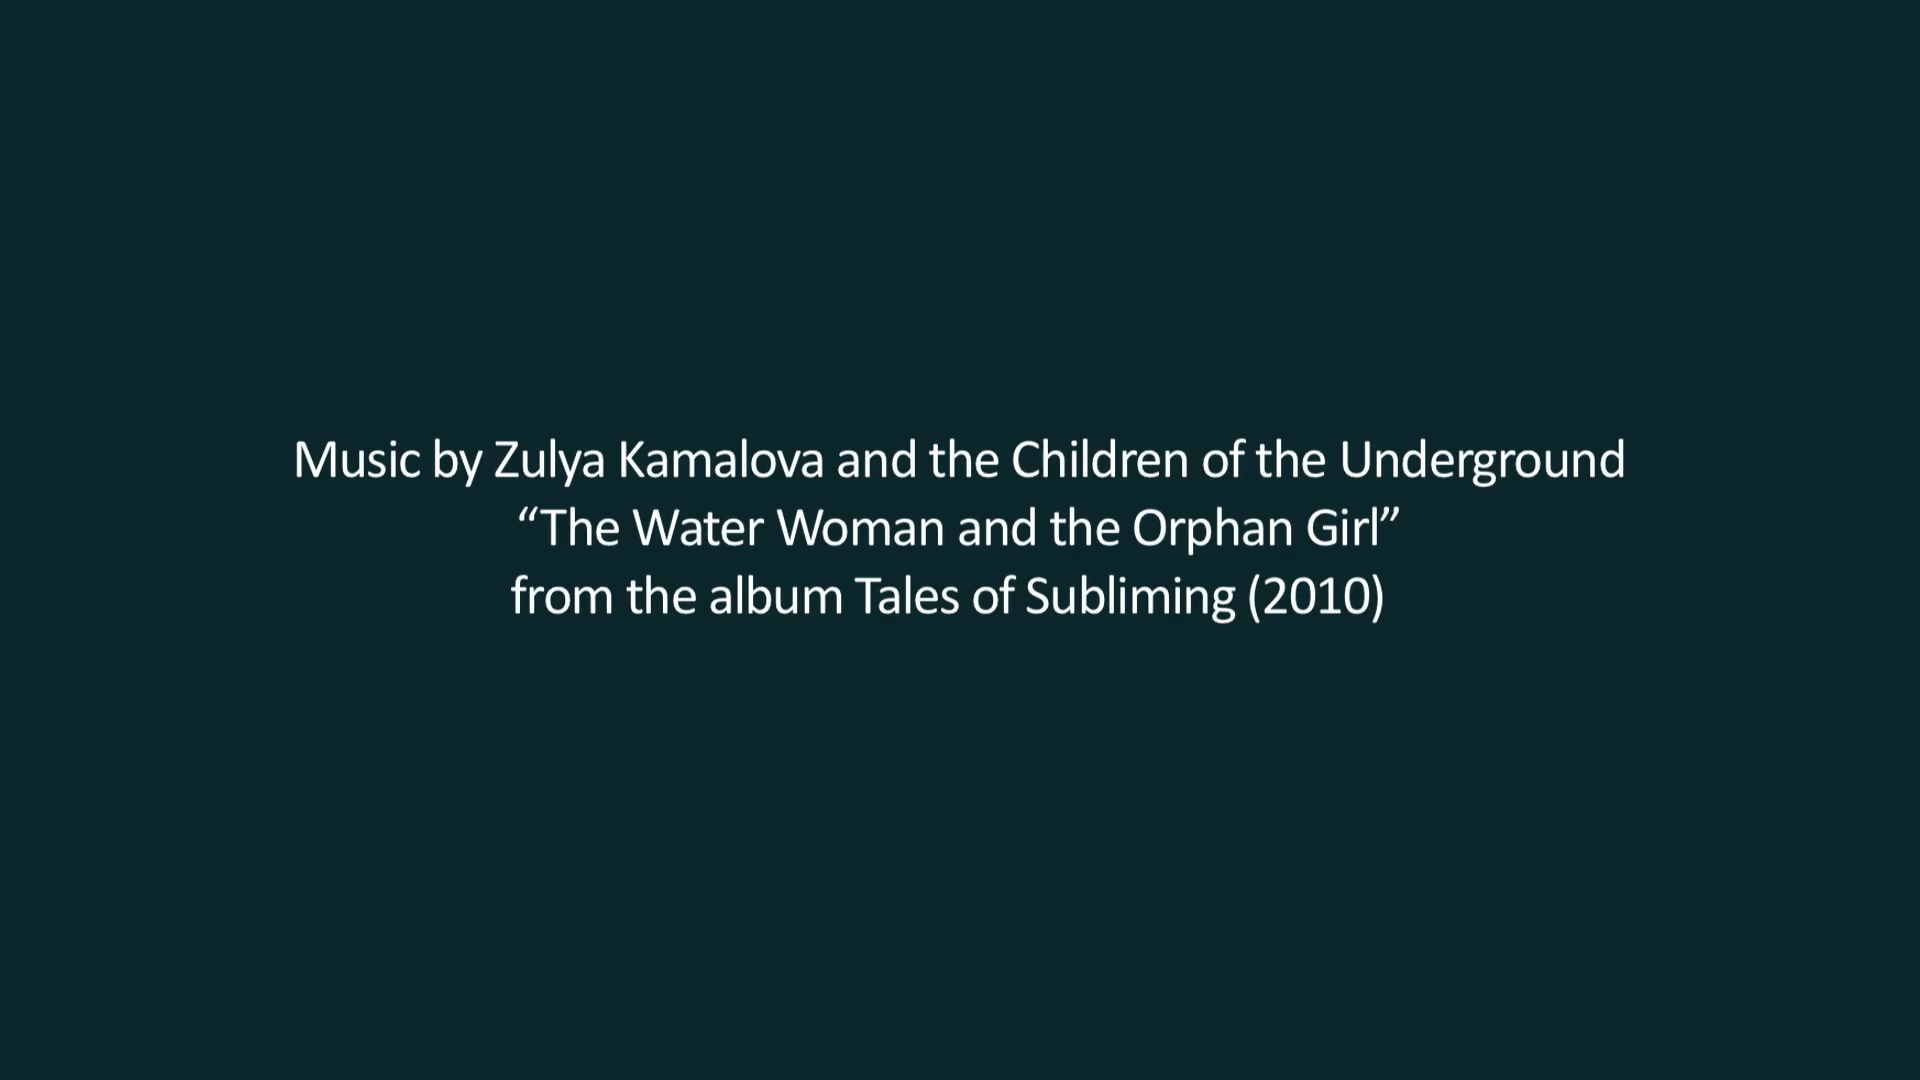 Music by Zulya Kamalova and the Children of the Underground
“The Water Woman and the Orphan Girl”
from the album Tales of Subliming (2010)